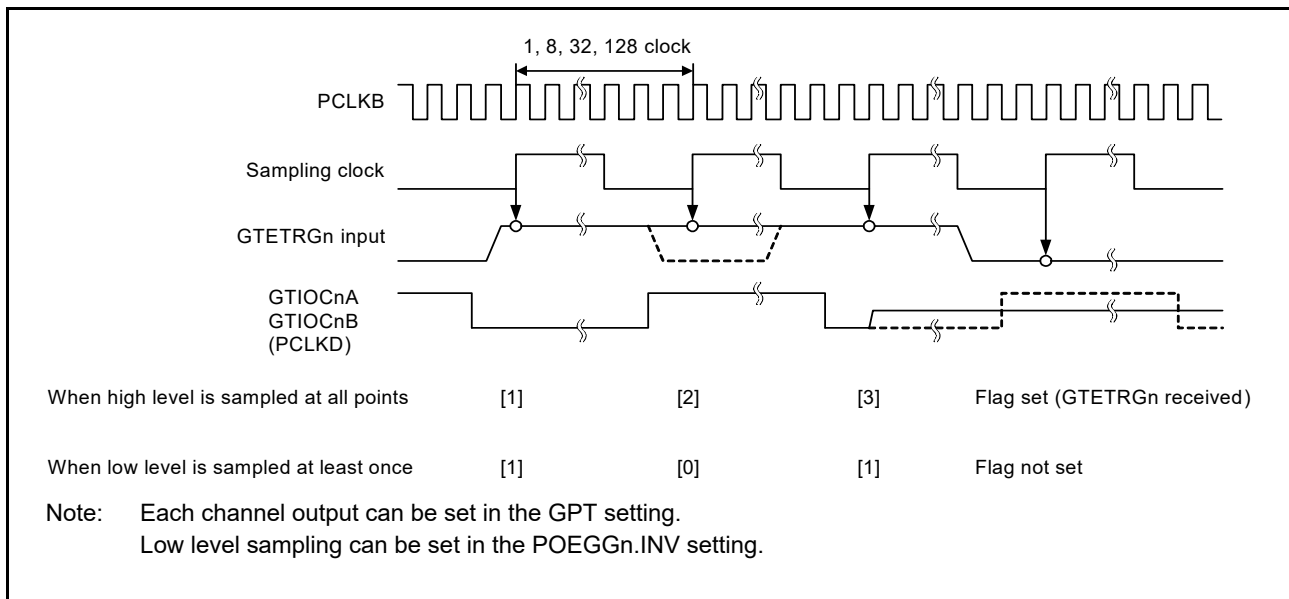 1, 8, 32, 128 clock
PCLKB
Sampling clock
GTETRGn input
GTIOCnA
GTIOCnB
(PCLKD)
When high level is sampled at all points [1] [2] [3] Flag set (GTETRGn received)
When low level is sampled at least once [1] [0] [1] Flag not set
Note: Each channel output can be set in the GPT setting.
Low level sampling can be set in the POEGGn.INV setting.